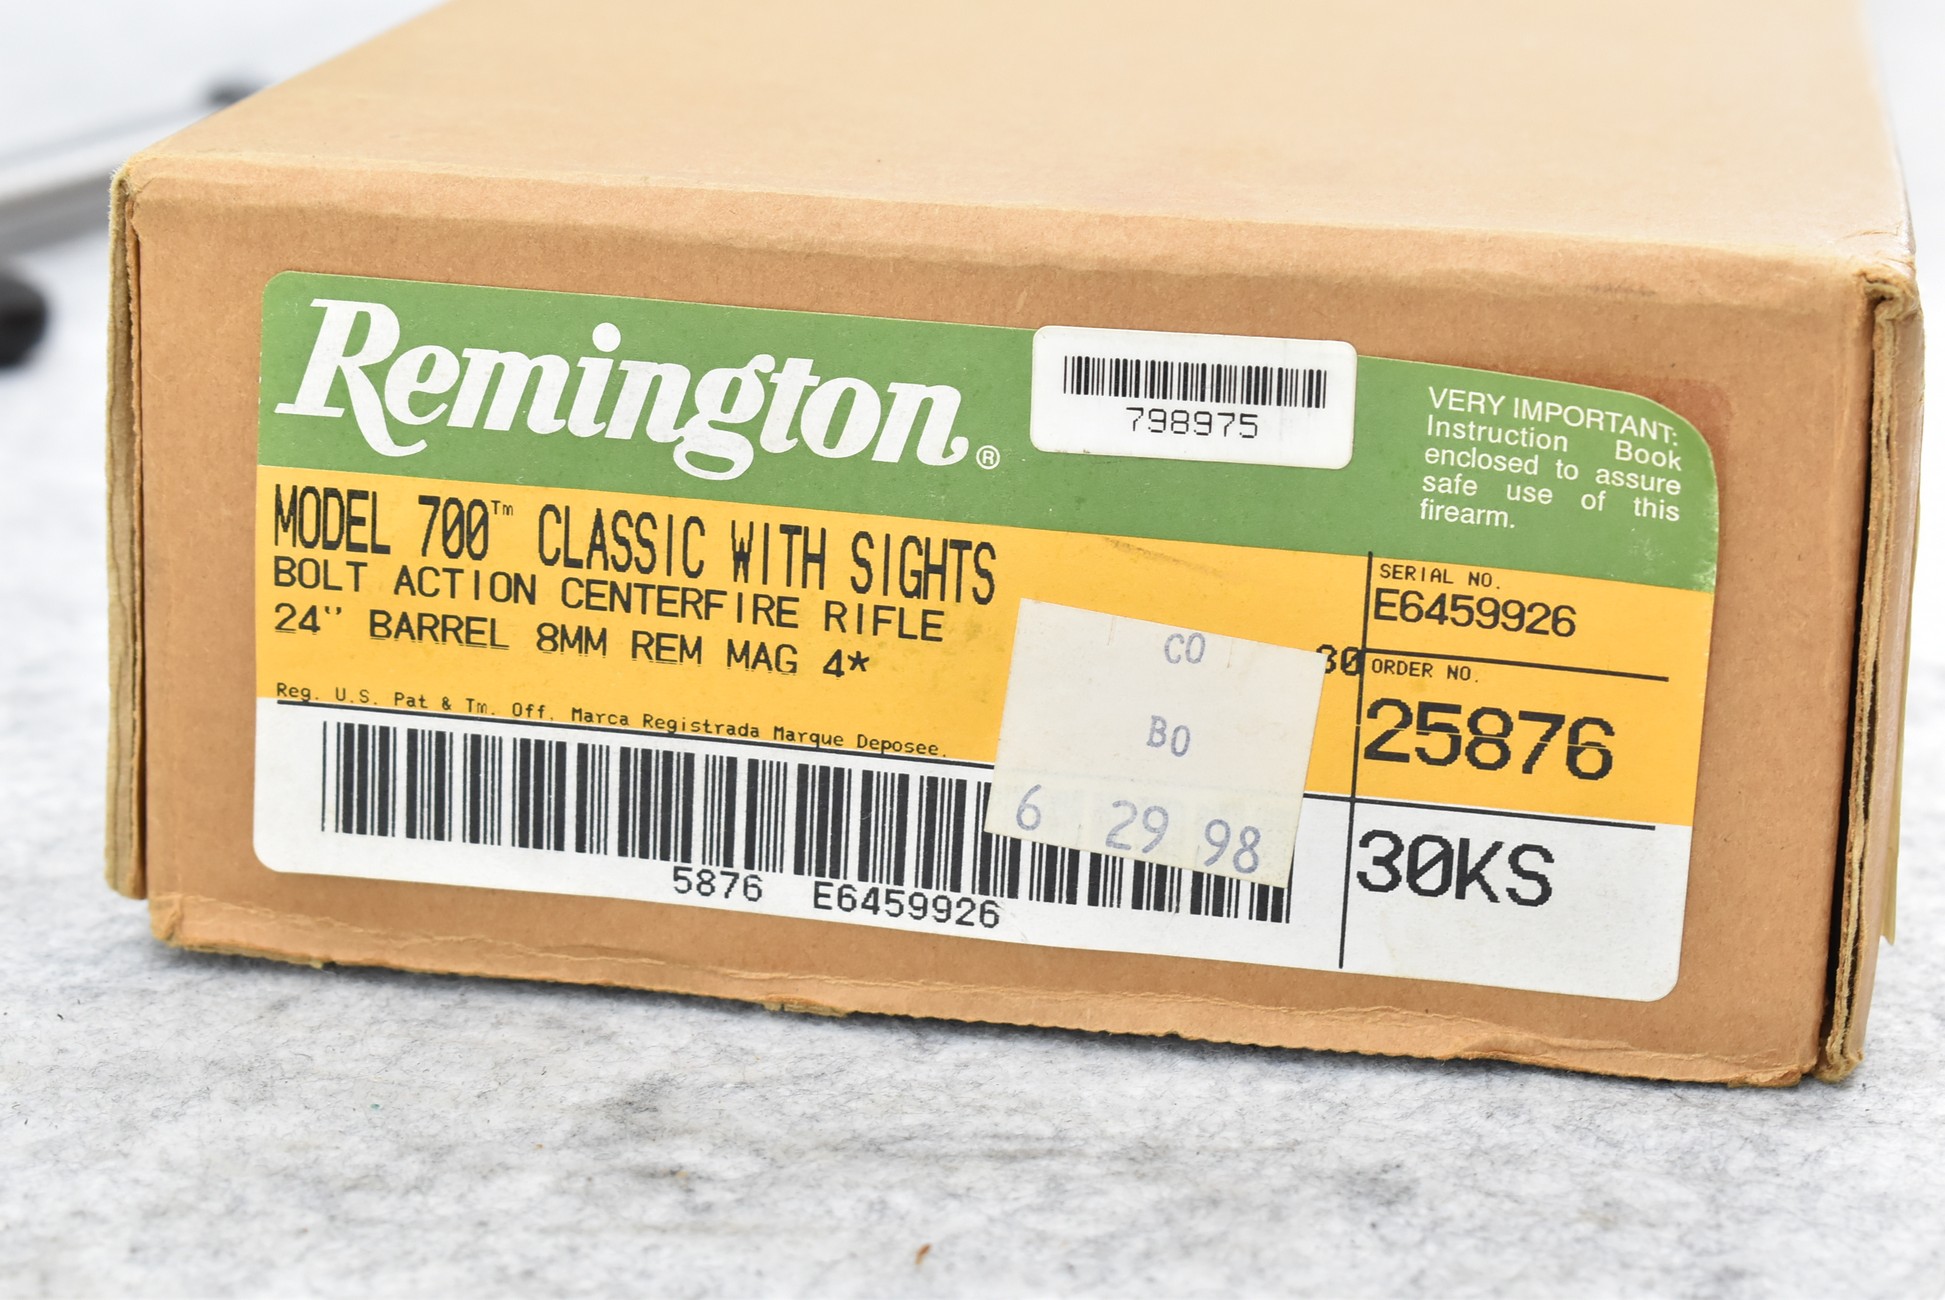 Remington®
798975
VERY IMPORTANT:
Instruction Book
enclosed to assure
safe use of this
firearm.
MODEL 700™ CLASSIC WITH SIGHTS
BOLT ACTION CENTERFIRE RIFLE
24" BARREL 8MM REM MAG 4*
Reg. U.S. Pat & Tm. Off. Marca Registrada Marque Deposee.
CO
BO
6 29 98
30
SERIAL NO.
E6459926
ORDER NO.
25876
30KS
5876 E6459926